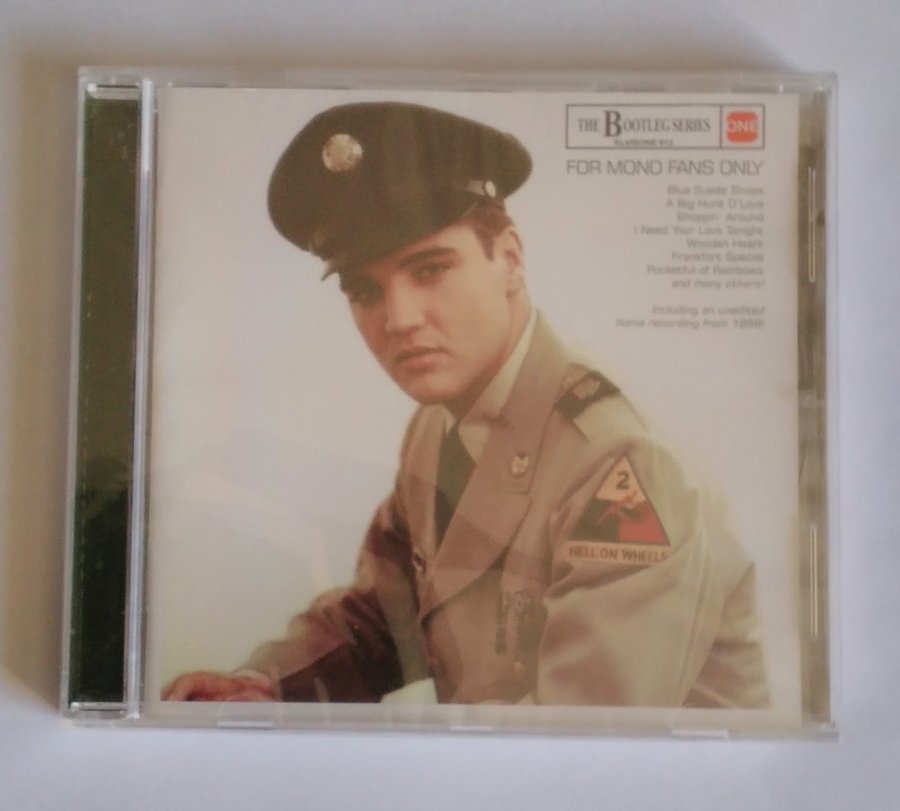 THE BOOTLEG SERIES ONE
ELVISONE 013
FOR MONO FANS ONLY
Blue Suede Shoes
A Big Hunk O' Love
Shoppin' Around
I Need Your Love Tonight
Wooden Heart
Frankfort Special
Pocketful of Rainbows
and many others!
Including an unedited
home recording from 1958!
2
HELL ON WHEELS